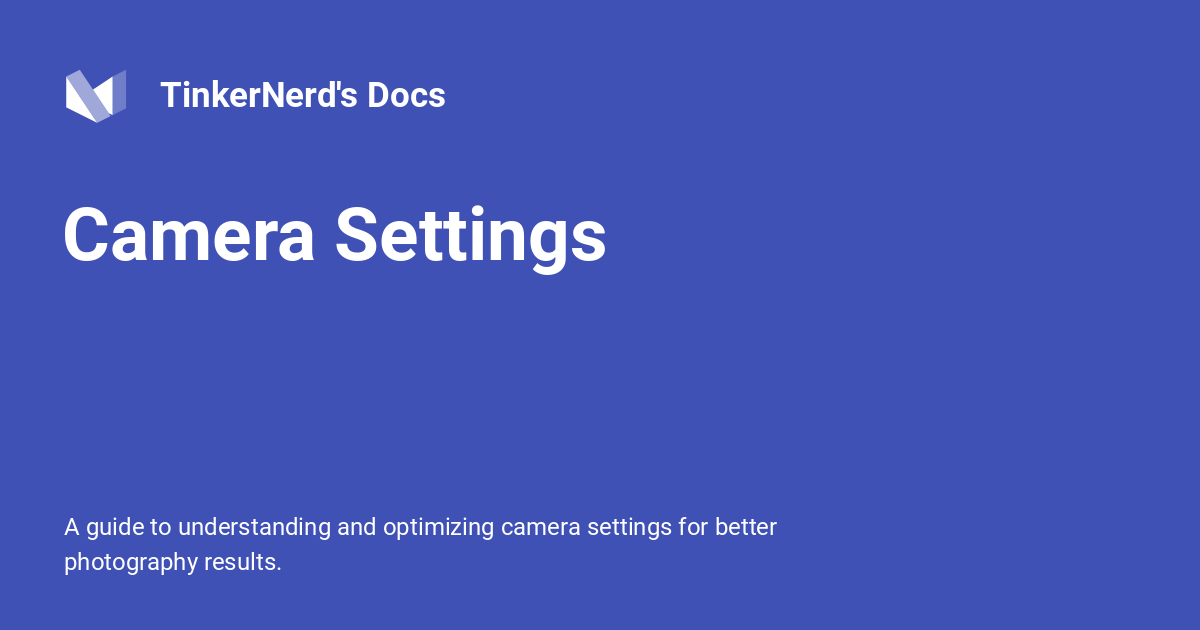 TinkerNerd's Docs
Camera Settings
A guide to understanding and optimizing camera settings for better
photography results.